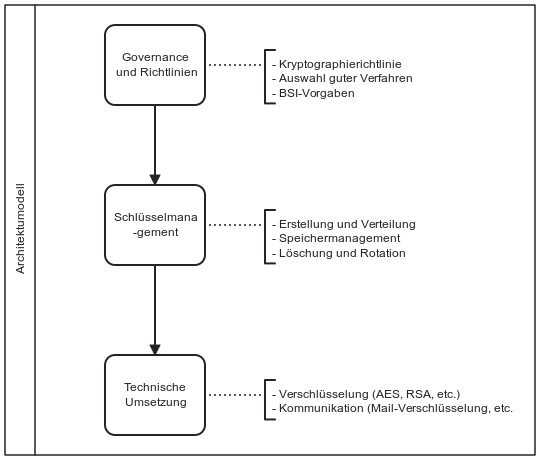 Architekturmodell
Governance
und Richtlinien
- Kryptographierichtlinie
- Auswahl guter Verfahren
- BSI-Vorgaben
Schlüsselmana
-gement
- Erstellung und Verteilung
- Speichermanagement
- Löschung und Rotation
Technische
Umsetzung
- Verschlüsselung (AES, RSA, etc.)
- Kommunikation (Mail-Verschlüsselung, etc.